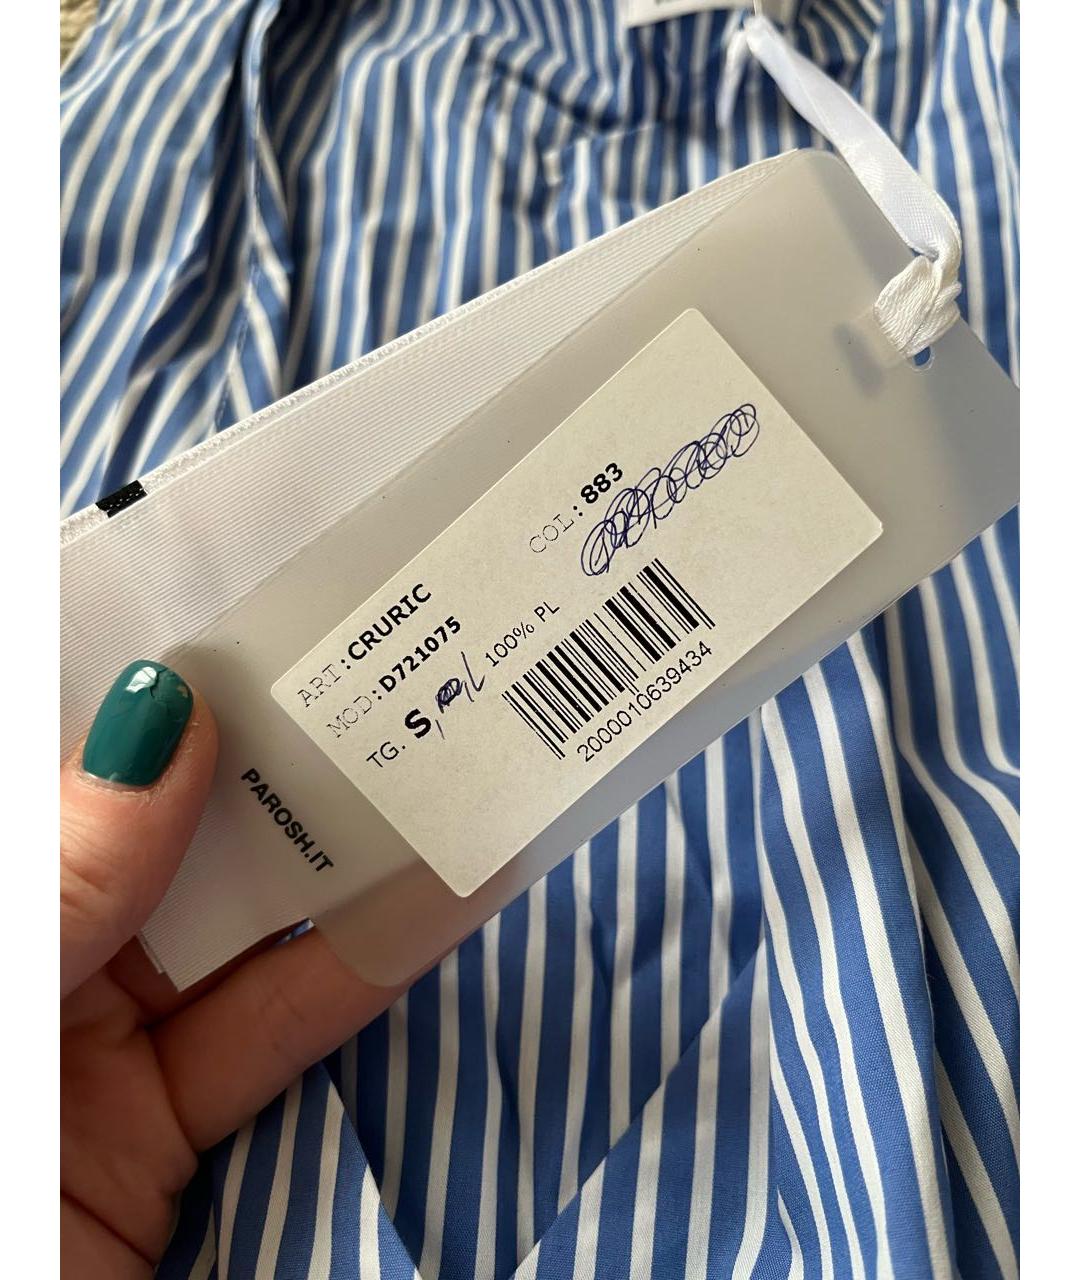 ART: CRURIC
COL: 883
MOD: D721075
TG. S 100% PL
2000010639434
PAROSH.IT